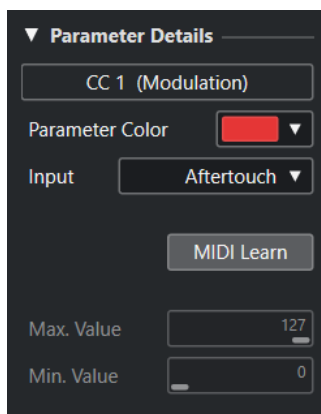 ▼ Parameter Details
CC 1 (Modulation)
Parameter Color
Input Aftertouch
MIDI Learn
Max. Value 127
Min. Value 0